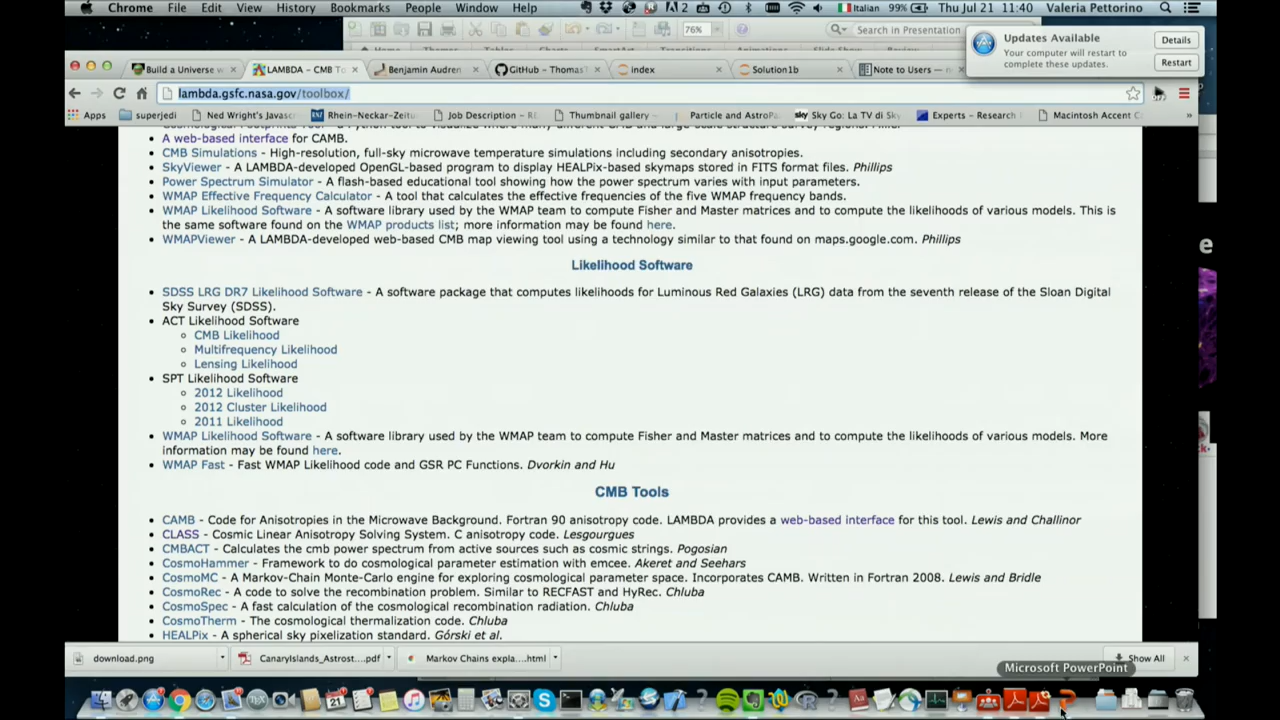 Chrome File Edit View History Bookmarks People Window Help
2 Italian 99% Thu Jul 21 11:40 Valeria Pettorino
76% Search in Presentation
Updates Available
Your computer will restart to complete these updates.
Details
Restart
Build a Universe
LAMBDA - CMB To
Benjamin Audren
GitHub - Thomas
index
Solution1b
Note to Users —
lambda.gsfc.nasa.gov/toolbox/
Apps superjedi Ned Wright's Javasc Rhein-Neckar-Zeitu Job Description - RE Thumbnail gallery Particle and AstroPa Sky Go: La TV di Sky Experts – Research Macintosh Accent C »
A web-based interface for CAMB.
CMB Simulations - High-resolution, full-sky microwave temperature simulations including secondary anisotropies.
SkyViewer - A LAMBDA-developed OpenGL-based program to display HEALPix-based skymaps stored in FITS format files. Phillips
Power Spectrum Simulator - A flash-based educational tool showing how the power spectrum varies with input parameters.
WMAP Effective Frequency Calculator - A tool that calculates the effective frequencies of the five WMAP frequency bands.
WMAP Likelihood Software - A software library used by the WMAP team to compute Fisher and Master matrices and to compute the likelihoods of various models. This is
the same software found on the WMAP products list; more information may be found here.
WMAPViewer - A LAMBDA-developed web-based CMB map viewing tool using a technology similar to that found on maps.google.com. Phillips
Likelihood Software
SDSS LRG DR7 Likelihood Software - A software package that computes likelihoods for Luminous Red Galaxies (LRG) data from the seventh release of the Sloan Digital
Sky Survey (SDSS).
ACT Likelihood Software
CMB Likelihood
Multifrequency Likelihood
Lensing Likelihood
SPT Likelihood Software
2012 Likelihood
2012 Cluster Likelihood
2011 Likelihood
WMAP Likelihood Software - A software library used by the WMAP team to compute Fisher and Master matrices and to compute the likelihoods of various models. More
information may be found here.
WMAP Fast - Fast WMAP Likelihood code and GSR PC Functions. Dvorkin and Hu
CMB Tools
CAMB - Code for Anisotropies in the Microwave Background. Fortran 90 anisotropy code. LAMBDA provides a web-based interface for this tool. Lewis and Challinor
CLASS - Cosmic Linear Anisotropy Solving System. C anisotropy code. Lesgourgues
CMBACT - Calculates the cmb power spectrum from active sources such as cosmic strings. Pogosian
CosmoHammer - Framework to do cosmological parameter estimation with emcee. Akeret and Seehars
CosmoMC - A Markov-Chain Monte-Carlo engine for exploring cosmological parameter space. Incorporates CAMB. Written in Fortran 2008. Lewis and Bridle
CosmoRec - A code to solve the recombination problem. Similar to RECFAST and HyRec. Chluba
CosmoSpec - A fast calculation of the cosmological recombination radiation. Chluba
CosmoTherm - The cosmological thermalization code. Chluba
HEALPix - A spherical sky pixelization standard. Górski et al.
download.png CanaryIslands_Astrost....pdf Markov Chains expla....html Show All
Microsoft PowerPoint